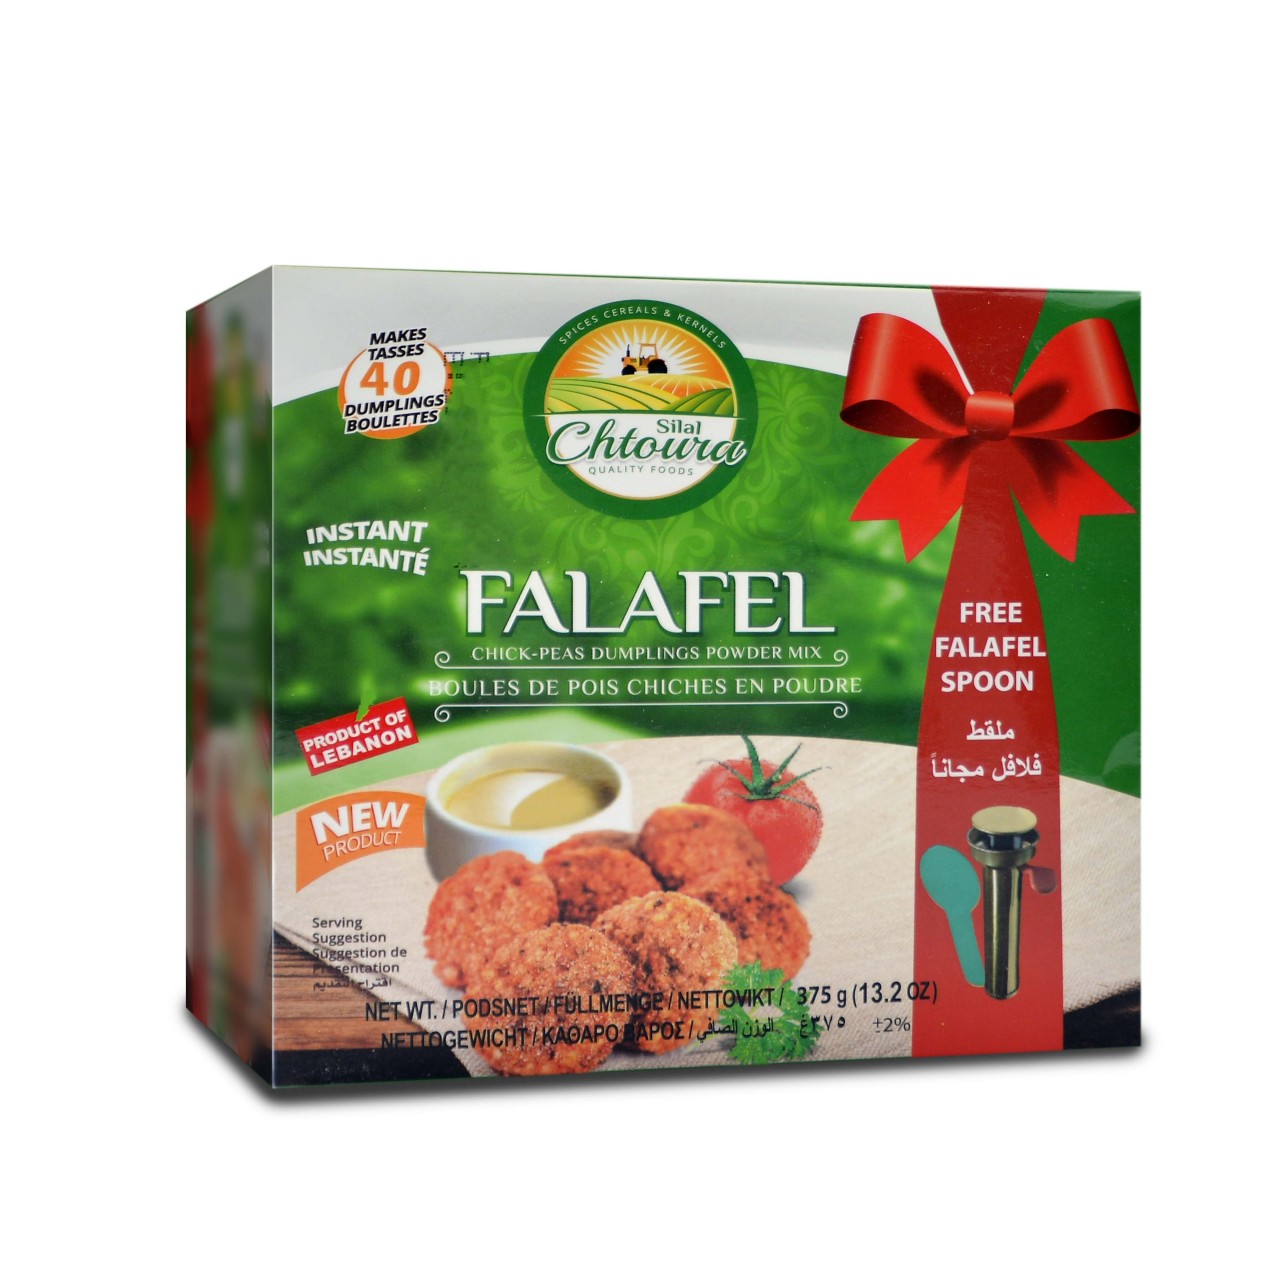 MAKES
TASSES
40
DUMPLINGS
BOULETTES
SPICES CEREALS & KERNELS
Silal
Chtoura
QUALITY FOODS
INSTANT
INSTANTÉ
FALAFEL
CHICK-PEAS DUMPLINGS POWDER MIX
BOULES DE POIS CHICHES EN POUDRE
PRODUCT OF
LEBANON
NEW
PRODUCT
FREE
FALAFEL
SPOON
ملقط
فلافل مجاناً
Serving
Suggestion
Suggestion de
Présentation
اقتراح التقديم
NET WT. / PODSNET / FÜLLMENGE / NETTOVIKT / 375 g (13.2 OZ)
NETTOGEWICHT / ΚΑΘΑΡΟ ΒΑΡΟΣ / الوزن الصافي ٣٧٥ غ ±2%